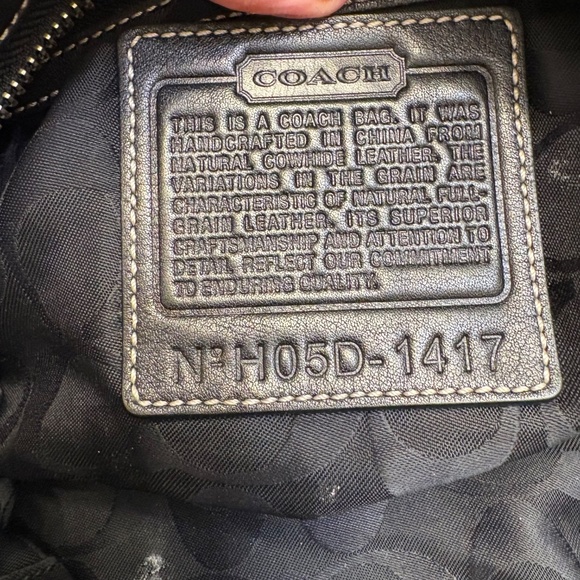 COACH
THIS IS A COACH BAG. IT WAS
HANDCRAFTED IN CHINA FROM
NATURAL COWHIDE LEATHER. THE
VARIATIONS IN THE GRAIN ARE
CHARACTERISTIC OF NATURAL FULL-
GRAIN LEATHER. ITS SUPERIOR
CRAFTSMANSHIP AND ATTENTION TO
DETAIL REFLECT OUR COMMITMENT
TO ENDURING QUALITY.
Nº H05D-1417